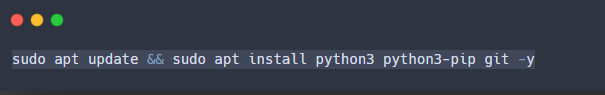 sudo apt update && sudo apt install python3 python3-pip git -y